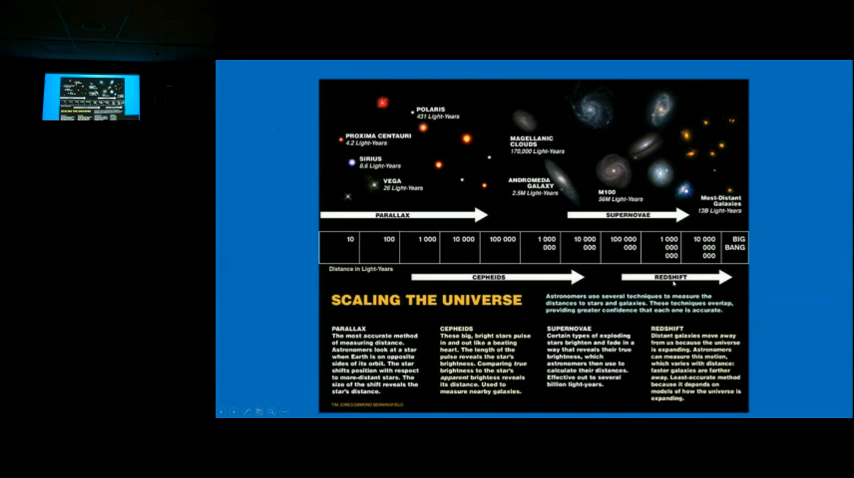 POLARIS
431 Light-Years
PROXIMA CENTAURI
4.2 Light-Years
SIRIUS
8.6 Light-Years
VEGA
26 Light-Years
MAGELLANIC
CLOUDS
170,000 Light-Years
ANDROMEDA
GALAXY
2.5M Light-Years
M100
56M Light-Years
Most-Distant
Galaxies
13B Light-Years
PARALLAX
SUPERNOVAE
10
100
1 000
10 000
100 000
1 000
000
10 000
000
100 000
000
1 000
000
000
10 000
000
000
BIG
BANG
Distance in Light-Years
CEPHEIDS
REDSHIFT
SCALING THE UNIVERSE
Astronomers use several techniques to measure the
distances to stars and galaxies. These techniques overlap,
providing greater confidence that each one is accurate.
PARALLAX
The most accurate method
of measuring distance.
Astronomers look at a star
when Earth is on opposite
sides of its orbit. The star
shifts position with respect
to more-distant stars. The
size of the shift reveals the
star's distance.
CEPHEIDS
These big, bright stars pulse
in and out like a beating
heart. The length of the
pulse reveals the star's
brightness. Comparing true
brightness to the star's
apparent brightness reveals
its distance. Used to
measure nearby galaxies.
SUPERNOVAE
Certain types of exploding
stars brighten and fade in a
way that reveals their true
brightness, which
astronomers then use to
calculate their distances.
Effective out to several
billion light-years.
REDSHIFT
Distant galaxies move away
from us because the universe
is expanding. Astronomers
can measure this motion,
which varies with distance:
faster galaxies are farther
away. Least-accurate method
because it depends on
models of how the universe is
expanding.